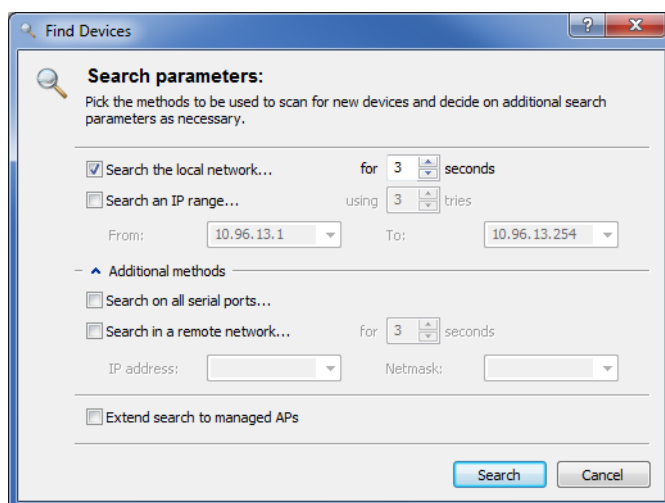 Find Devices
Search parameters:
Pick the methods to be used to scan for new devices and decide on additional search
parameters as necessary.
Search the local network... for 3 seconds
Search an IP range... using 3 tries
From: 10.96.13.1 To: 10.96.13.254
Additional methods
Search on all serial ports...
Search in a remote network... for 3 seconds
IP address: Netmask:
Extend search to managed APs
Search Cancel